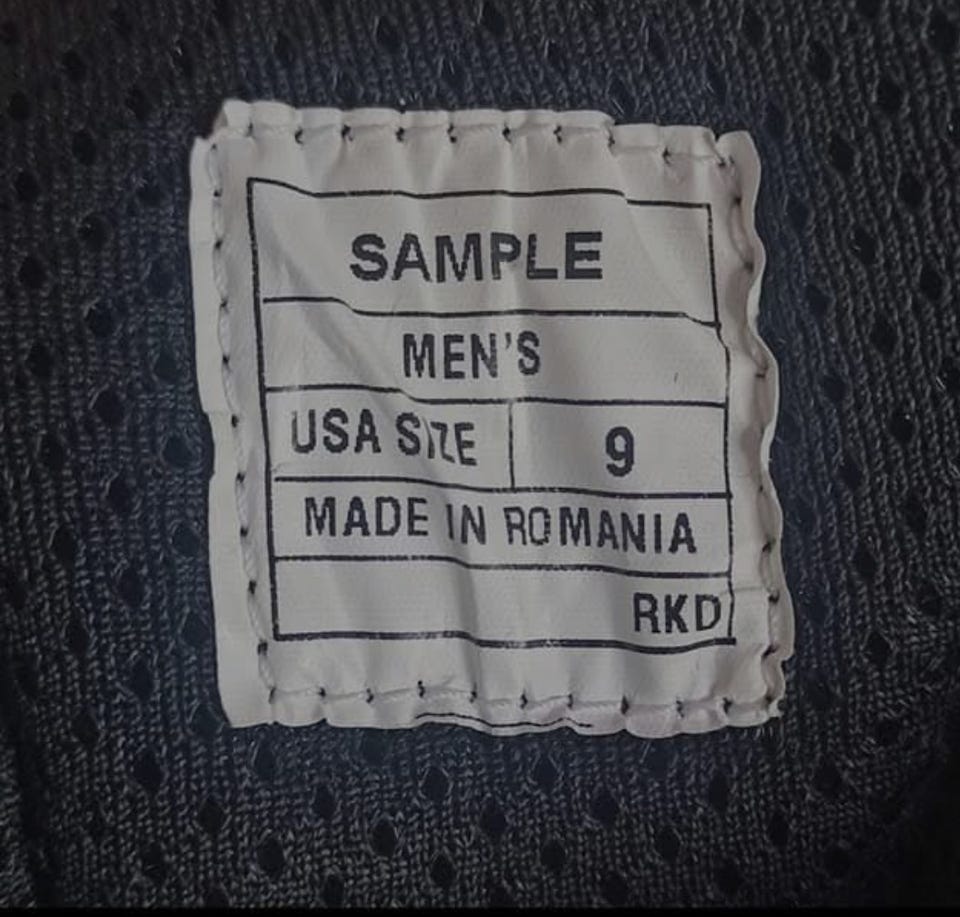 SAMPLE
MEN'S
USA SIZE 9
MADE IN ROMANIA
RKD